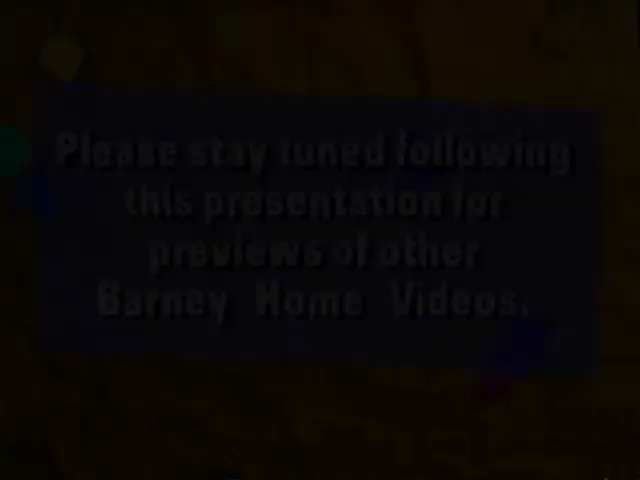 Please stay tuned following
this presentation for
previews of other
Barney Home Videos.